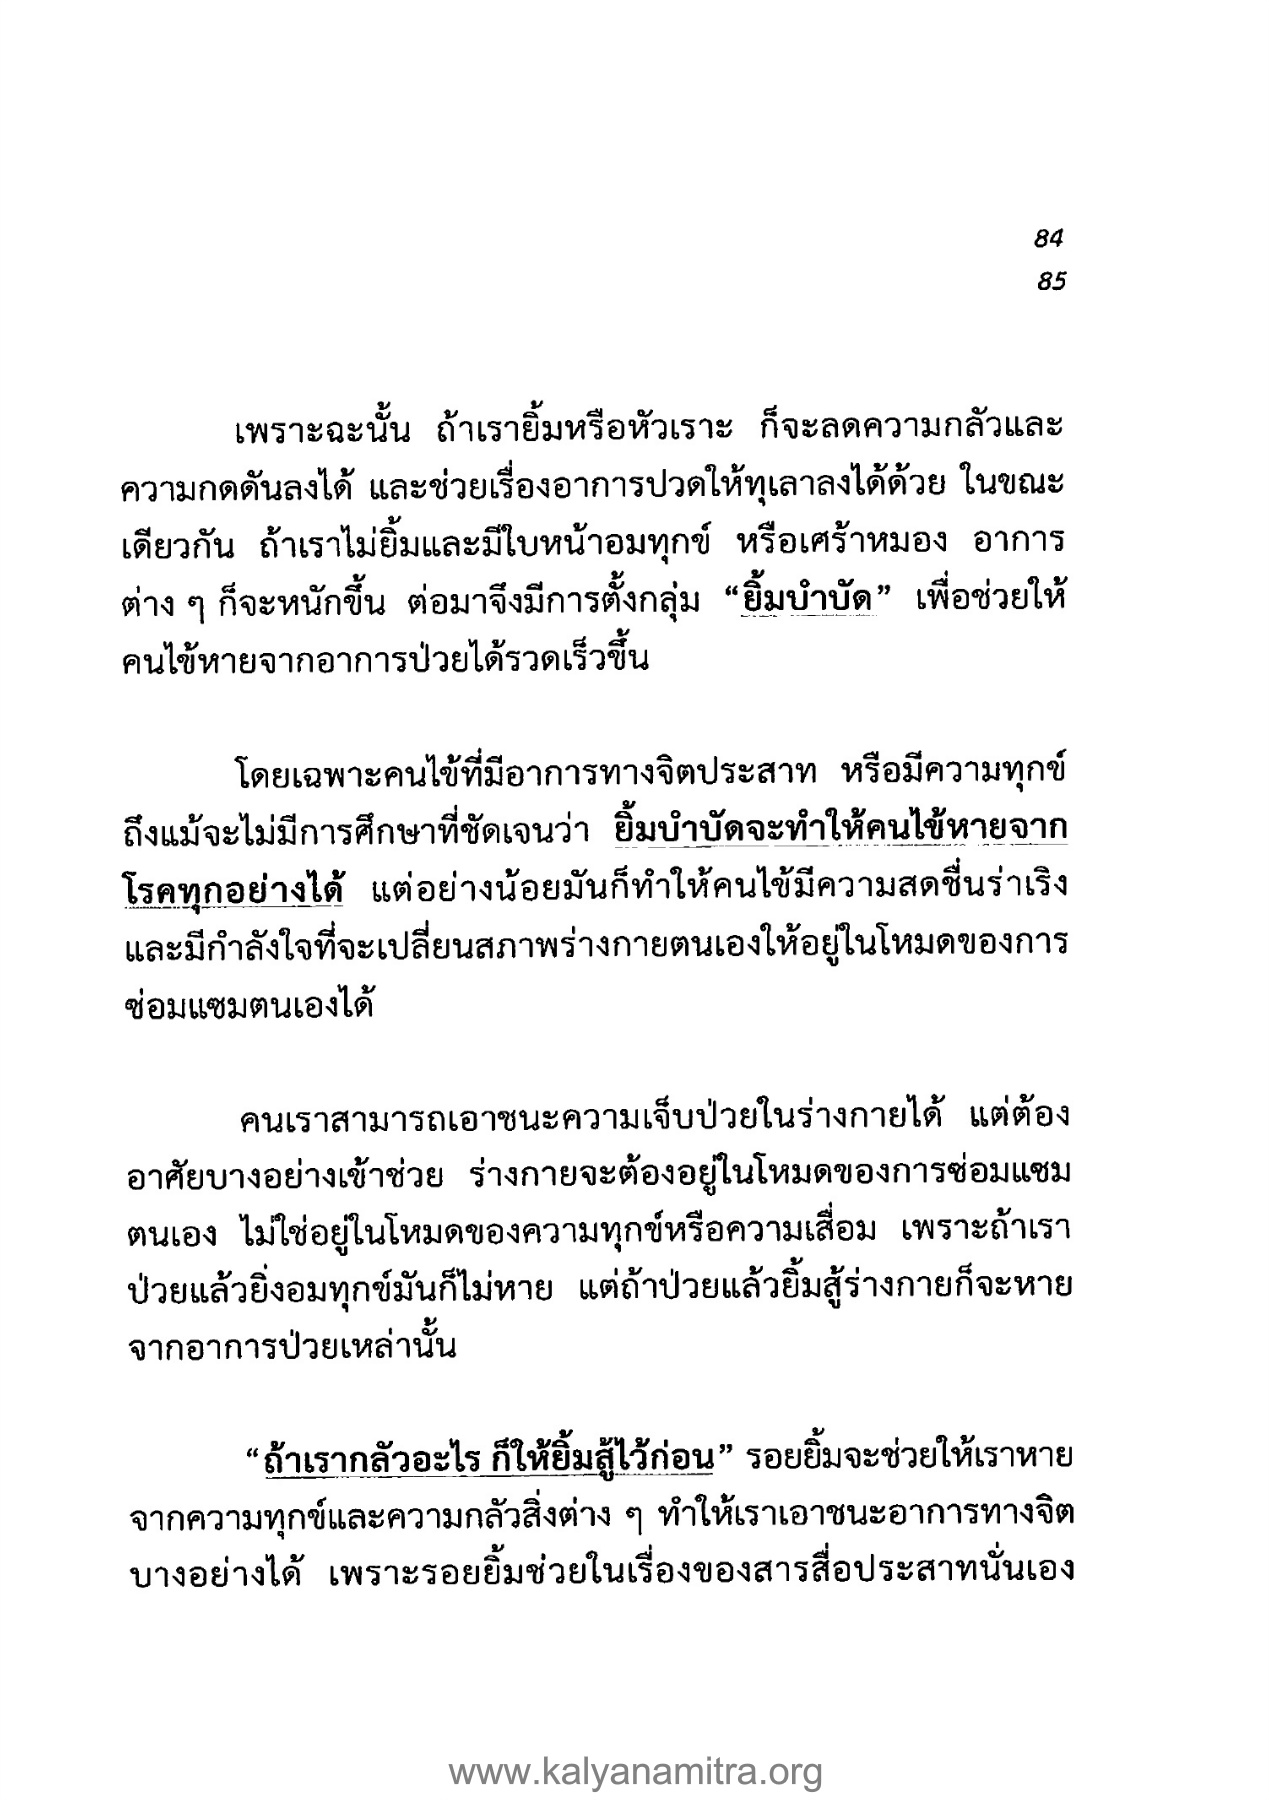 84
85
เพราะฉะนั้น ถ้าเรายิ้มหรือหัวเราะ ก็จะลดความกลัวและ
ความกดดันลงได้ และช่วยเรื่องอาการปวดให้ทุเลาลงได้ด้วย ในขณะ
เดียวกัน ถ้าเราไม่ยิ้มและมีใบหน้าอมทุกข์ หรือเศร้าหมอง อาการ
ต่าง ๆ ก็จะหนักขึ้น ต่อมาจึงมีการตั้งกลุ่ม “ยิ้มบำบัด” เพื่อช่วยให้
คนไข้หายจากอาการป่วยได้รวดเร็วขึ้น
โดยเฉพาะคนไข้ที่มีอาการทางจิตประสาท หรือมีความทุกข์
ถึงแม้จะไม่มีการศึกษาที่ชัดเจนว่า ยิ้มบำบัดจะทำให้คนไข้หายจาก
โรคทุกอย่างได้ แต่อย่างน้อยมันก็ทำให้คนไข้มีความสดชื่นร่าเริง
และมีกำลังใจที่จะเปลี่ยนสภาพร่างกายตนเองให้อยู่ในโหมดของการ
ซ่อมแซมตนเองได้
คนเราสามารถเอาชนะความเจ็บป่วยในร่างกายได้ แต่ต้อง
อาศัยบางอย่างเข้าช่วย ร่างกายจะต้องอยู่ในโหมดของการซ่อมแซม
ตนเอง ไม่ใช่อยู่ในโหมดของความทุกข์หรือความเสื่อม เพราะถ้าเรา
ป่วยแล้วยิ่งอมทุกข์มันก็ไม่หาย แต่ถ้าป่วยแล้วยิ้มสู้ร่างกายก็จะหาย
จากอาการป่วยเหล่านั้น
“ถ้าเรากลัวอะไร ก็ให้ยิ้มสู้ไว้ก่อน” รอยยิ้มจะช่วยให้เราหาย
จากความทุกข์และความกลัวสิ่งต่าง ๆ ทำให้เราเอาชนะอาการทางจิต
บางอย่างได้ เพราะรอยยิ้มช่วยในเรื่องของสารสื่อประสาทนั่นเอง
www.kalyanamitra.org